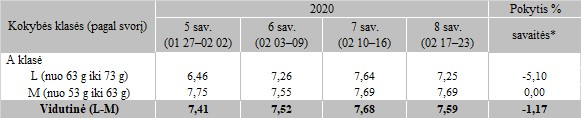 Kokybės klasės (pagal svorį) 2020 Pokytis %
5 sav. (01 27–02 02) 6 sav. (02 03–09) 7 sav. (02 10–16) 8 sav. (02 17–23) savaitės*
A klasė
L (nuo 63 g iki 73 g) 6,46 7,26 7,64 7,25 -5,10
M (nuo 53 g iki 63 g) 7,75 7,55 7,69 7,69 0,00
Vidutinė (L-M) 7,41 7,52 7,68 7,59 -1,17